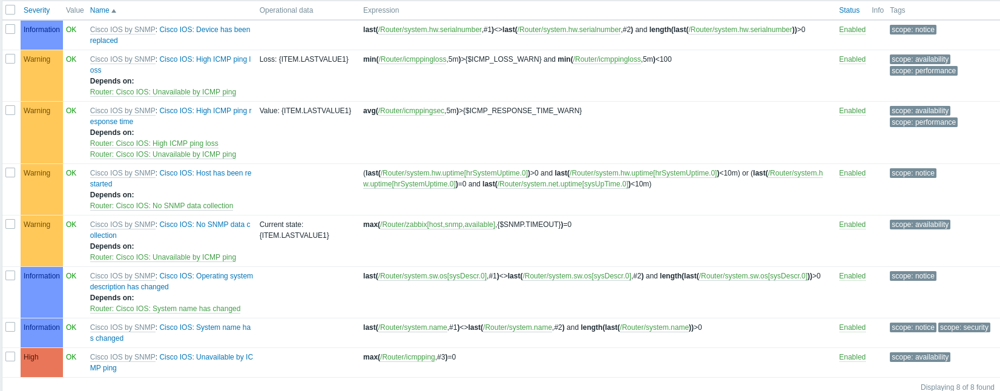 Severity Value Name Operational data Expression Status Info Tags
Information OK Cisco IOS by SNMP: Cisco IOS: Device has been last(/Router/system.hw.serialnumber,#1)<>last(/Router/system.hw.serialnumber,#2) and length(last(/Router/system.hw.serialnumber))>0 Enabled scope: notice
replaced
Warning OK Cisco IOS by SNMP: Cisco IOS: High ICMP ping l Loss: {ITEM.LASTVALUE1} min(/Router/icmppingloss,5m)>{$ICMP_LOSS_WARN} and min(/Router/icmppingloss,5m)<100 Enabled scope: availability
oss scope: performance
Depends on:
Router: Cisco IOS: Unavailable by ICMP ping
Warning OK Cisco IOS by SNMP: Cisco IOS: High ICMP ping r Value: {ITEM.LASTVALUE1} avg(/Router/icmppingsec,5m)>{$ICMP_RESPONSE_TIME_WARN} Enabled scope: availability
esponse time scope: performance
Depends on:
Router: Cisco IOS: High ICMP ping loss
Router: Cisco IOS: Unavailable by ICMP ping
Warning OK Cisco IOS by SNMP: Cisco IOS: Host has been re (last(/Router/system.hw.uptime[hrSystemUptime.0])>0 and last(/Router/system.hw.uptime[hrSystemUptime.0])<10m) or (last(/Router/system.h Enabled scope: notice
started w.uptime[hrSystemUptime.0])=0 and last(/Router/system.net.uptime[sysUpTime.0])<10m)
Depends on:
Router: Cisco IOS: No SNMP data collection
Warning OK Cisco IOS by SNMP: Cisco IOS: No SNMP data c Current state: max(/Router/zabbix[host,snmp,available],{$SNMP.TIMEOUT})=0 Enabled scope: availability
ollection {ITEM.LASTVALUE1}
Depends on:
Router: Cisco IOS: Unavailable by ICMP ping
Information OK Cisco IOS by SNMP: Cisco IOS: Operating system last(/Router/system.sw.os[sysDescr.0],#1)<>last(/Router/system.sw.os[sysDescr.0],#2) and length(last(/Router/system.sw.os[sysDescr.0]))>0 Enabled scope: notice
description has changed
Depends on:
Router: Cisco IOS: System name has changed
Information OK Cisco IOS by SNMP: Cisco IOS: System name ha last(/Router/system.name,#1)<>last(/Router/system.name,#2) and length(last(/Router/system.name))>0 Enabled scope: notice scope: security
s changed
High OK Cisco IOS by SNMP: Cisco IOS: Unavailable by IC max(/Router/icmpping,#3)=0 Enabled scope: availability
MP ping
Displaying 8 of 8 found